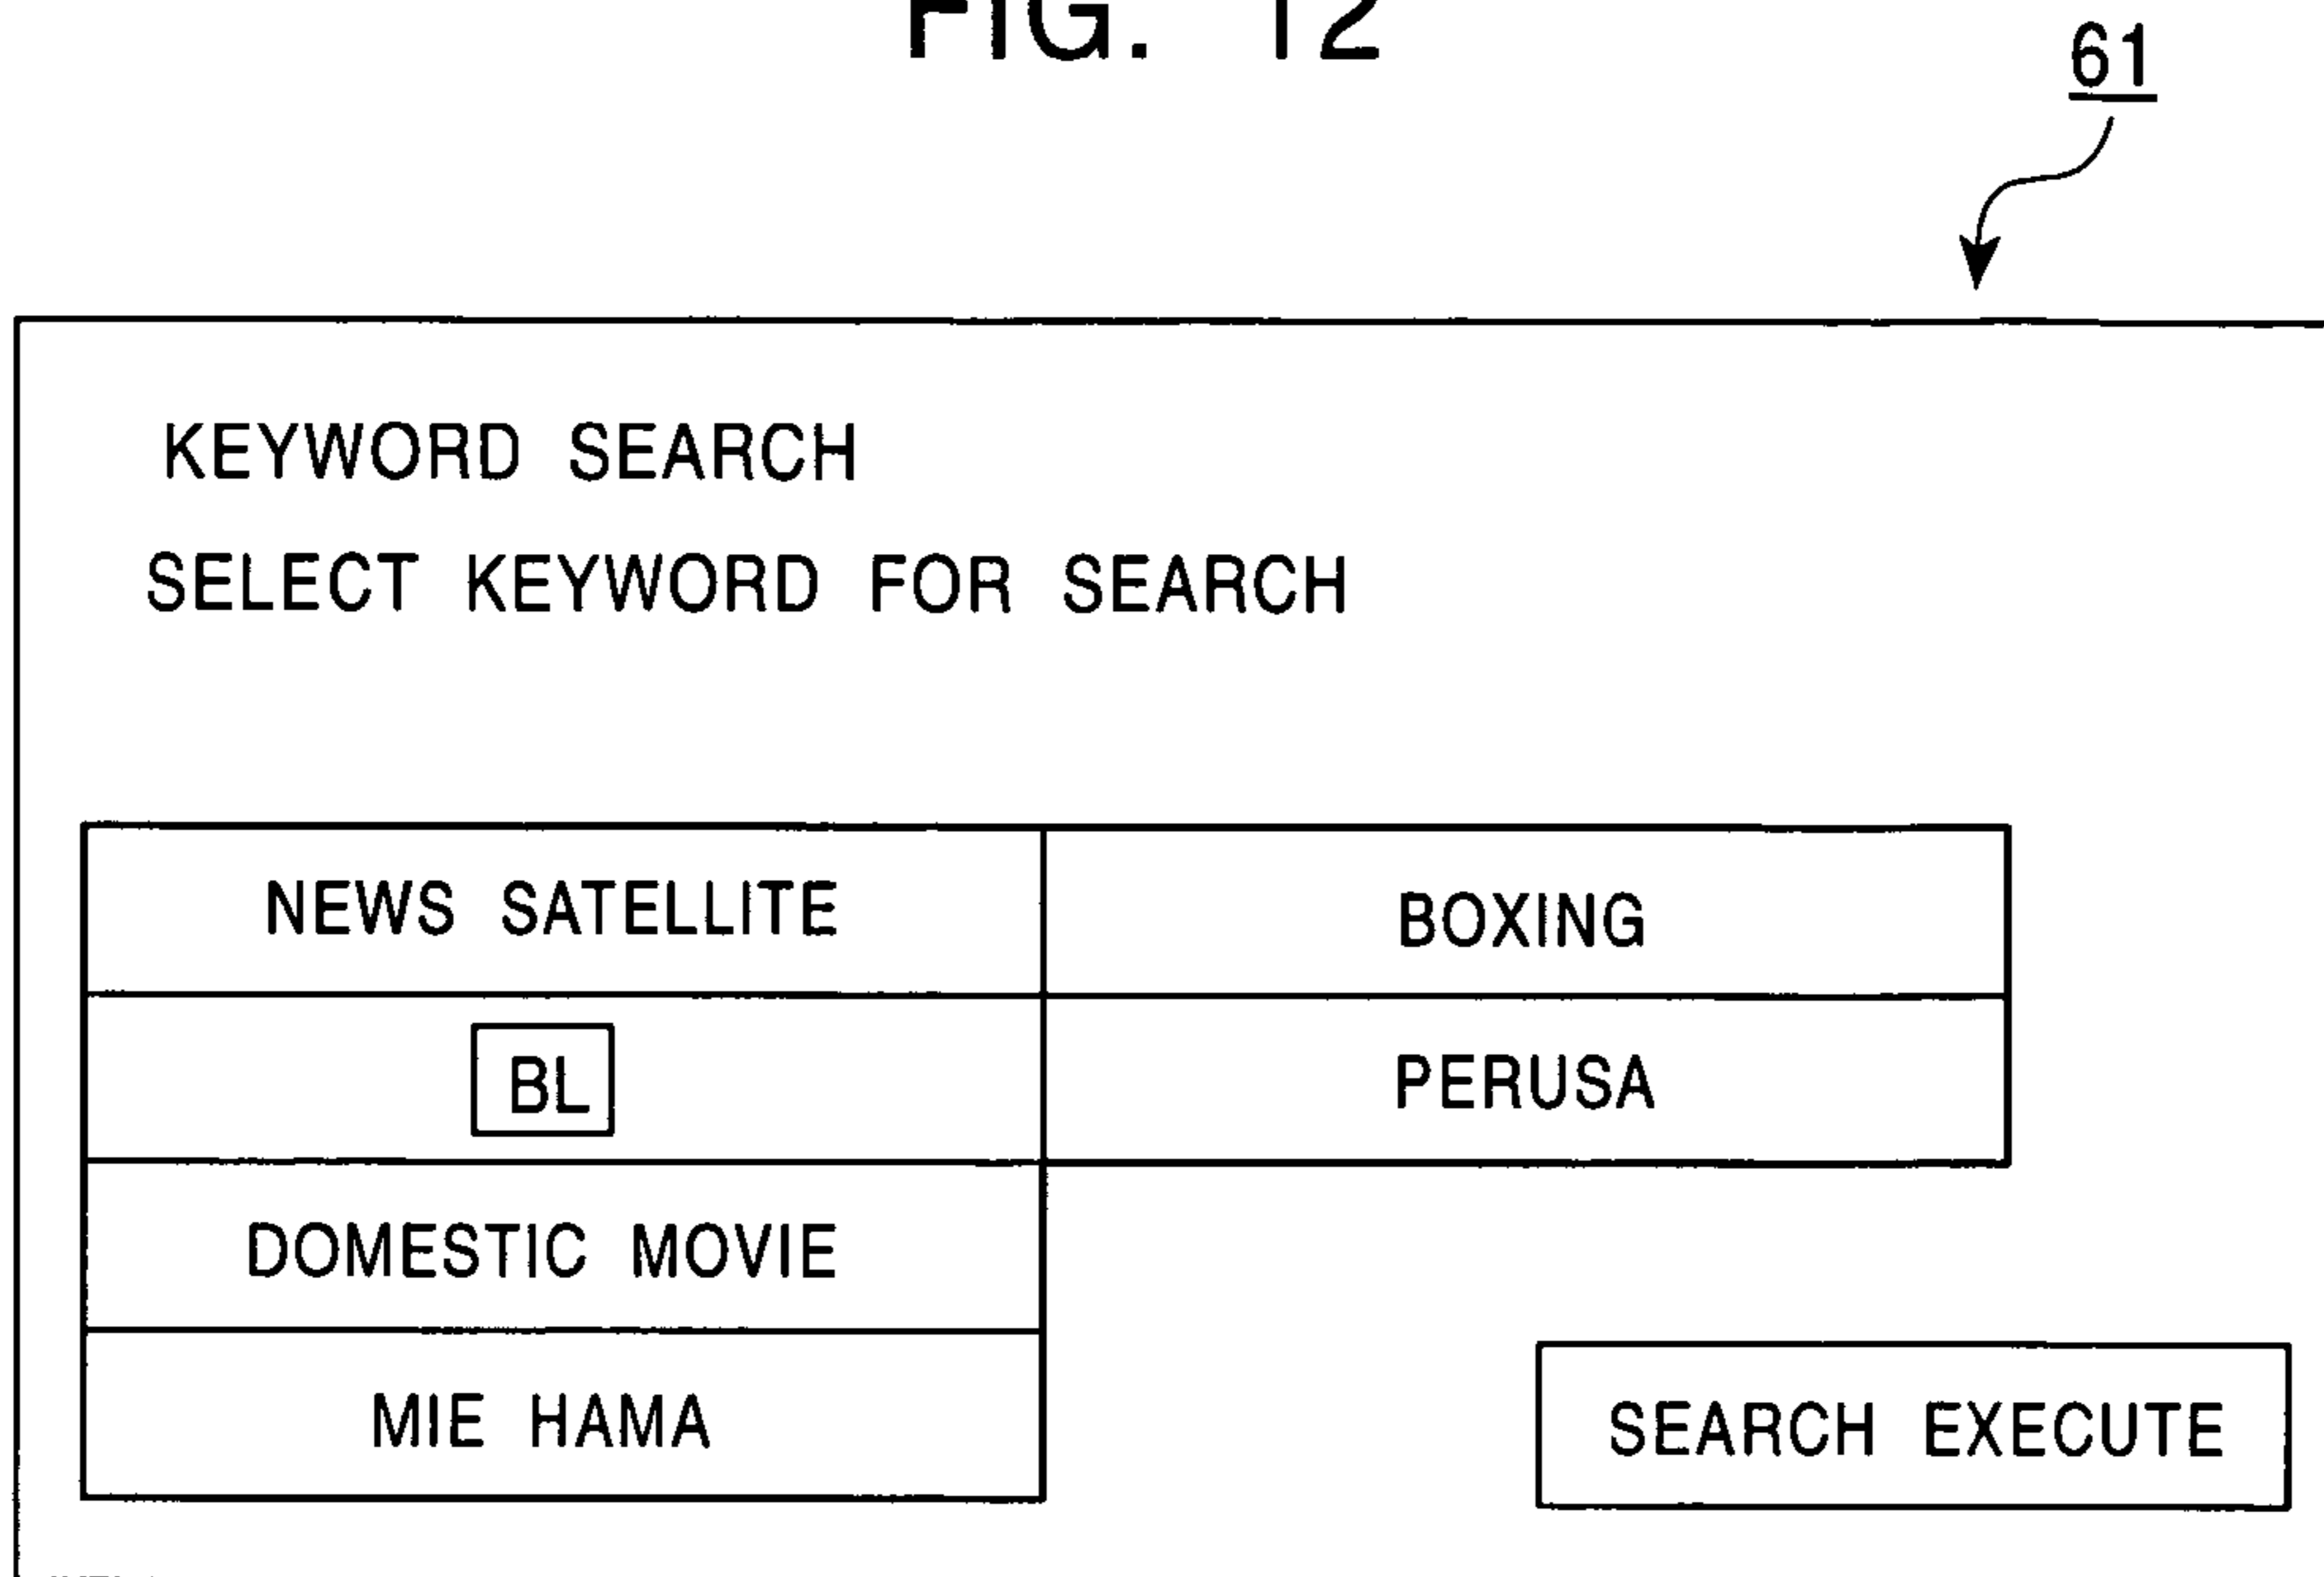 FIG. 12
61
KEYWORD SEARCH
SELECT KEYWORD FOR SEARCH
NEWS SATELLITE BOXING
BL PERUSA
DOMESTIC MOVIE
MIE HAMA
SEARCH EXECUTE